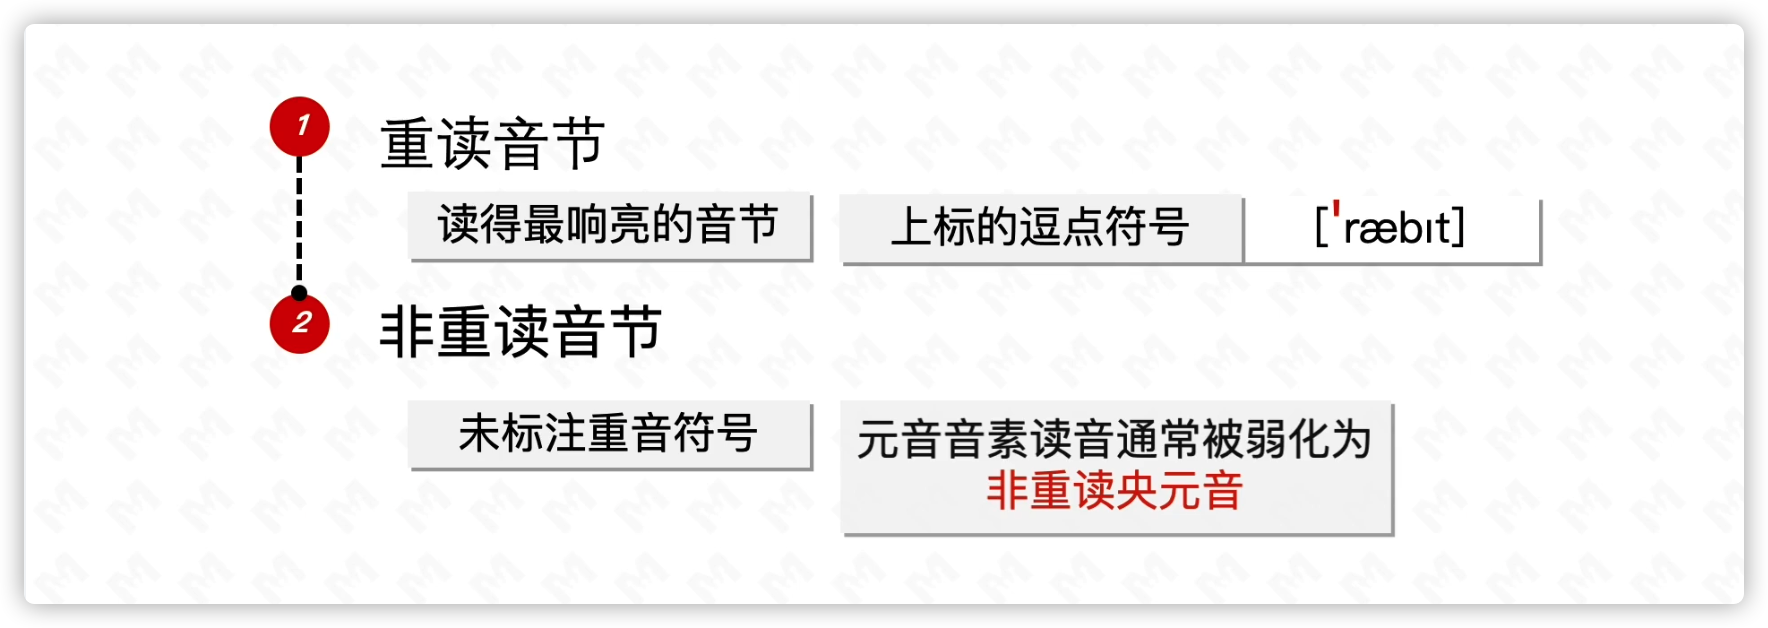 1
重读音节
读得最响亮的音节
上标的逗点符号
['ræbɪt]
2
非重读音节
未标注重音符号
元音音素读音通常被弱化为
非重读央元音